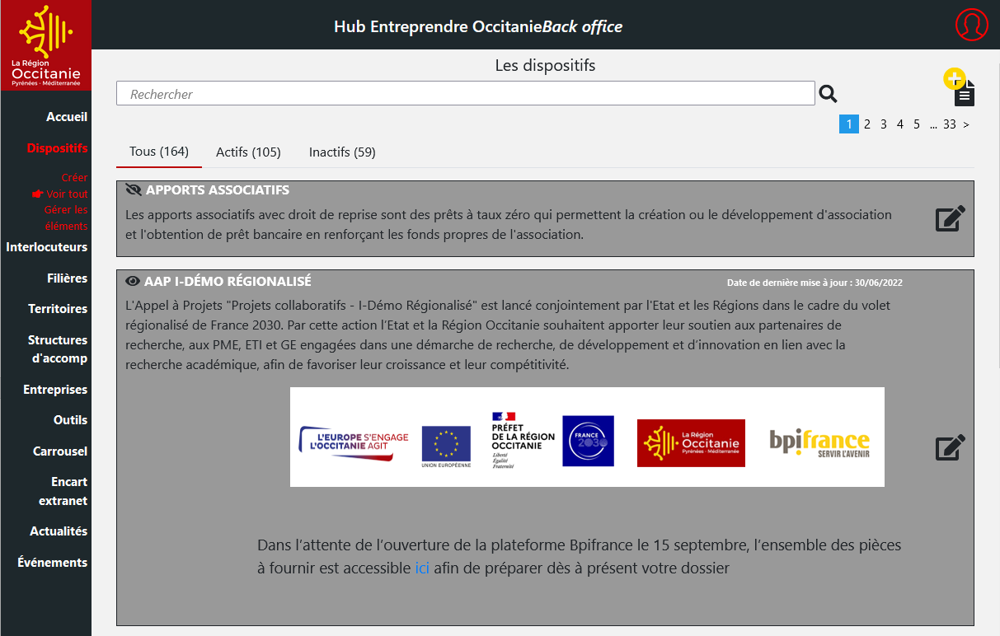 La Région
Occitanie
Pyrénées - Méditerranée
Hub Entreprendre OccitanieBack office
Accueil
Dispositifs
Créer
Voir tout
Gérer les
éléments
Interlocuteurs
Filières
Territoires
Structures
d'accomp
Entreprises
Outils
Carrousel
Encart
extranet
Actualités
Événements
Les dispositifs
Rechercher
1 2 3 4 5 ... 33 >
Tous (164) Actifs (105) Inactifs (59)
APPORTS ASSOCIATIFS
Les apports associatifs avec droit de reprise sont des prêts à taux zéro qui permettent la création ou le développement d'association
et l'obtention de prêt bancaire en renforçant les fonds propres de l'association.
AAP I-DÉMO RÉGIONALISÉ
Date de dernière mise à jour : 30/06/2022
L'Appel à Projets "Projets collaboratifs - I-Démo Régionalisé" est lancé conjointement par l'Etat et les Régions dans le cadre du volet
régionalisé de France 2030. Par cette action l’Etat et la Région Occitanie souhaitent apporter leur soutien aux partenaires de
recherche, aux PME, ETI et GE engagées dans une démarche de recherche, de développement et d’innovation en lien avec la
recherche académique, afin de favoriser leur croissance et leur compétitivité.
L'EUROPE S'ENGAGE
L'OCCITANIE AGIT
UNION EUROPÉENNE
PRÉFET
DE LA RÉGION
OCCITANIE
Liberté
Égalité
Fraternité
FRANCE
2030
La Région
Occitanie
Pyrénées - Méditerranée
bpifrance
SERVIR L'AVENIR
Dans l’attente de l’ouverture de la plateforme Bpifrance le 15 septembre, l’ensemble des pièces
à fournir est accessible ici afin de préparer dès à présent votre dossier